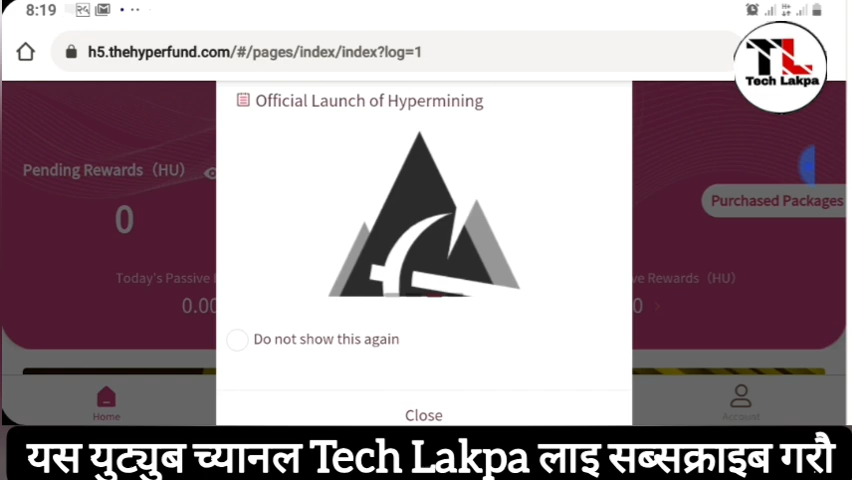 8:19
h5.thehyperfund.com/#/pages/index/index?log=1
TL
Tech Lakpa
Official Launch of Hypermining
Pending Rewards（HU）
0
Purchased Packages
Today's Passive
ve Rewards（HU）
0.00
0
Do not show this again
Home
Close
Account
यस युट्युब च्यानल Tech Lakpa लाइ सब्सक्राइब गरौ